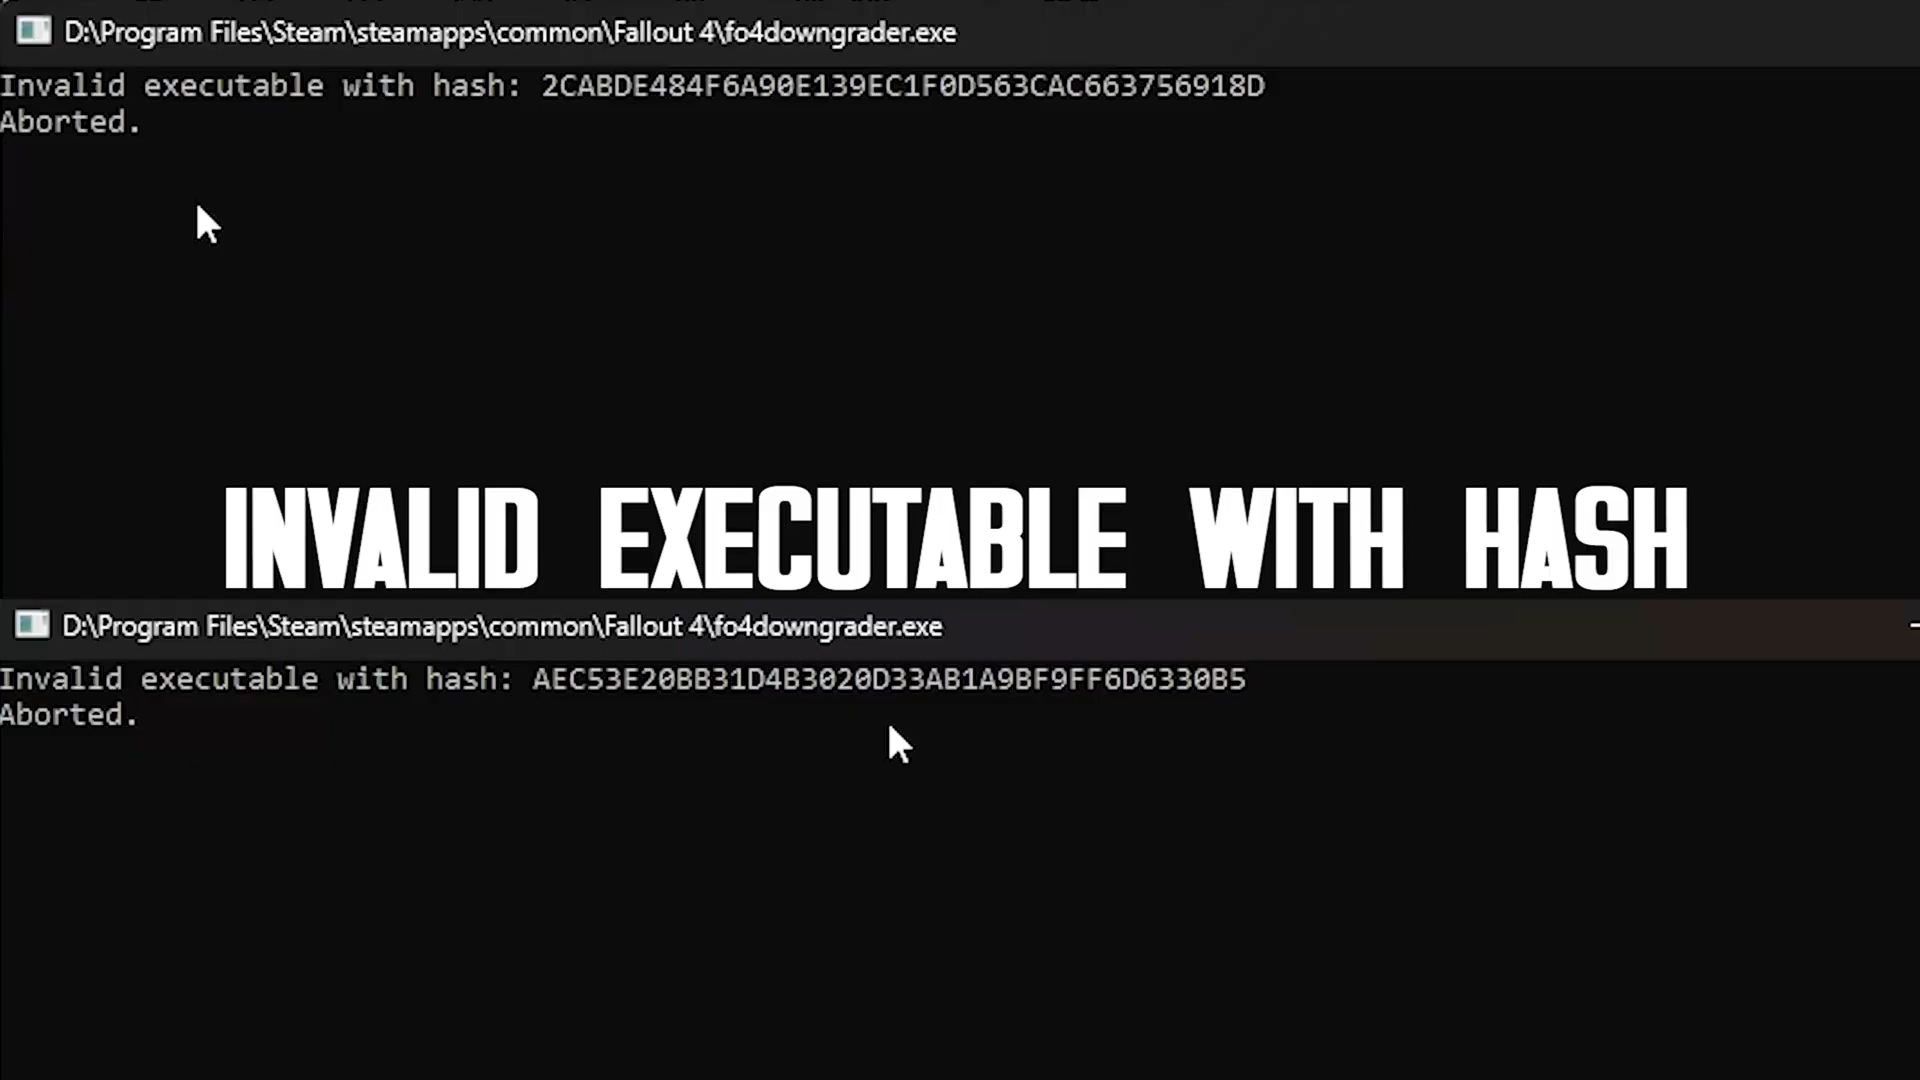 D:\Program Files\Steam\steamapps\common\Fallout 4\fo4downgrader.exe
Invalid executable with hash: 2CABDE484F6A90E139EC1F0D563CAC663756918D
Aborted.
INVALID EXECUTABLE WITH HASH
D:\Program Files\Steam\steamapps\common\Fallout 4\fo4downgrader.exe
Invalid executable with hash: AEC53E20BB31D4B3020D33AB1A9BF9FF6D6330B5
Aborted.